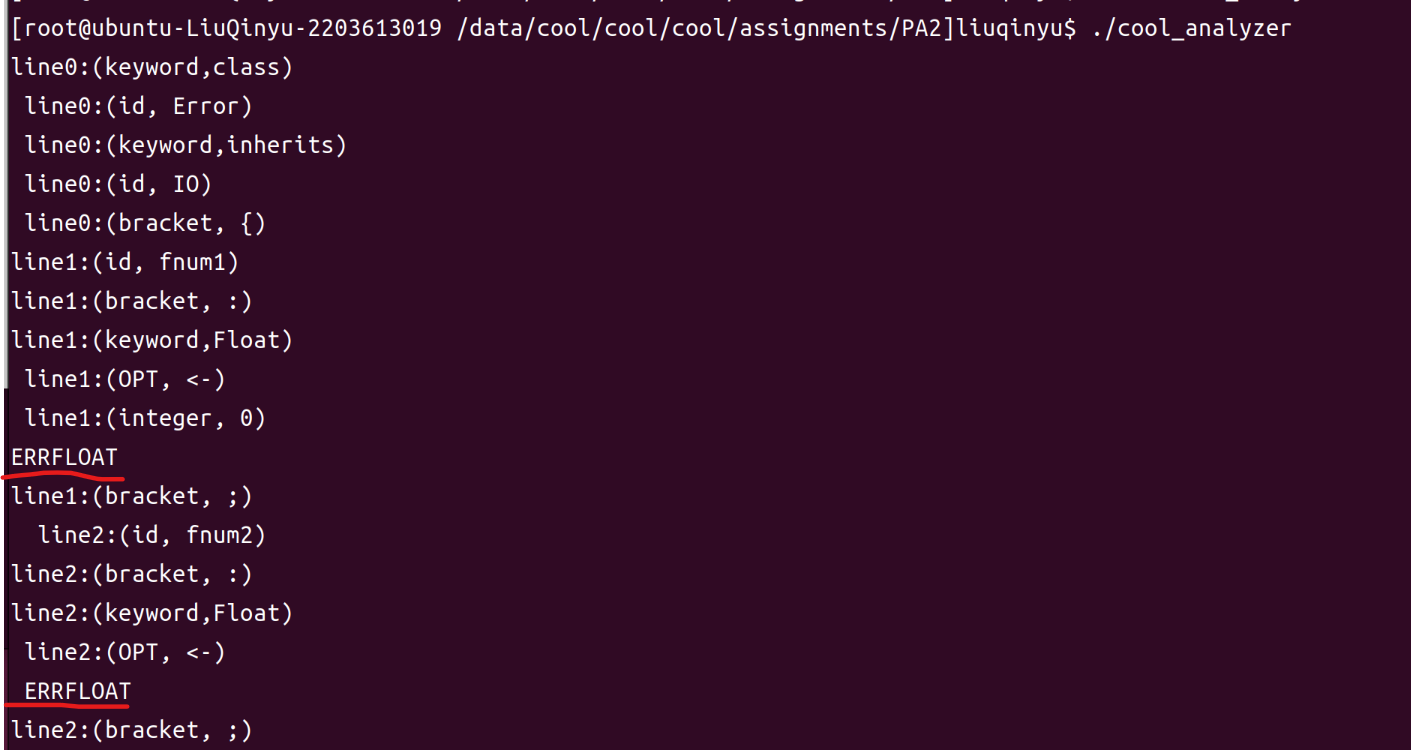 [root@ubuntu-LiuQinyu-2203613019 /data/cool/cool/cool/assignments/PA2]liuqinyu$ ./cool_analyzer
line0:(keyword,class)
line0:(id, Error)
line0:(keyword,inherits)
line0:(id, IO)
line0:(bracket, {)
line1:(id, fnum1)
line1:(bracket, :)
line1:(keyword,Float)
line1:(OPT, <-)
line1:(integer, 0)
ERRFLOAT
line1:(bracket, ;)
line2:(id, fnum2)
line2:(bracket, :)
line2:(keyword,Float)
line2:(OPT, <-)
ERRFLOAT
line2:(bracket, ;)